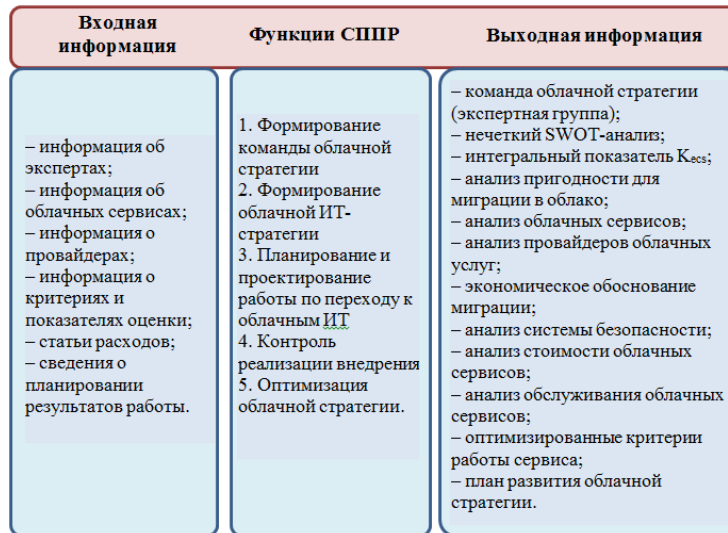 Входная
информация
Функции СППР
Выходная информация
– информация об
экспертах;
– информация об
облачных сервисах;
– информация о
провайдерах;
– информация о
критериях и
показателях оценки;
– статьи расходов;
– сведения о
планировании
результатов работы.
1. Формирование
команды облачной
стратегии
2. Формирование
облачной ИТ-
стратегии
3. Планирование и
проектирование
работы по переходу к
облачным ИТ
4. Контроль
реализации внедрения
5. Оптимизация
облачной стратегии.
– команда облачной стратегии
(экспертная группа);
– нечеткий SWOT-анализ;
– интегральный показатель Kecs;
– анализ пригодности для
миграции в облако;
– анализ облачных сервисов;
– анализ провайдеров облачных
услуг;
– экономическое обоснование
миграции;
– анализ системы безопасности;
– анализ стоимости облачных
сервисов;
– анализ обслуживания облачных
сервисов;
– оптимизированные критерии
работы сервиса;
– план развития облачной
стратегии.